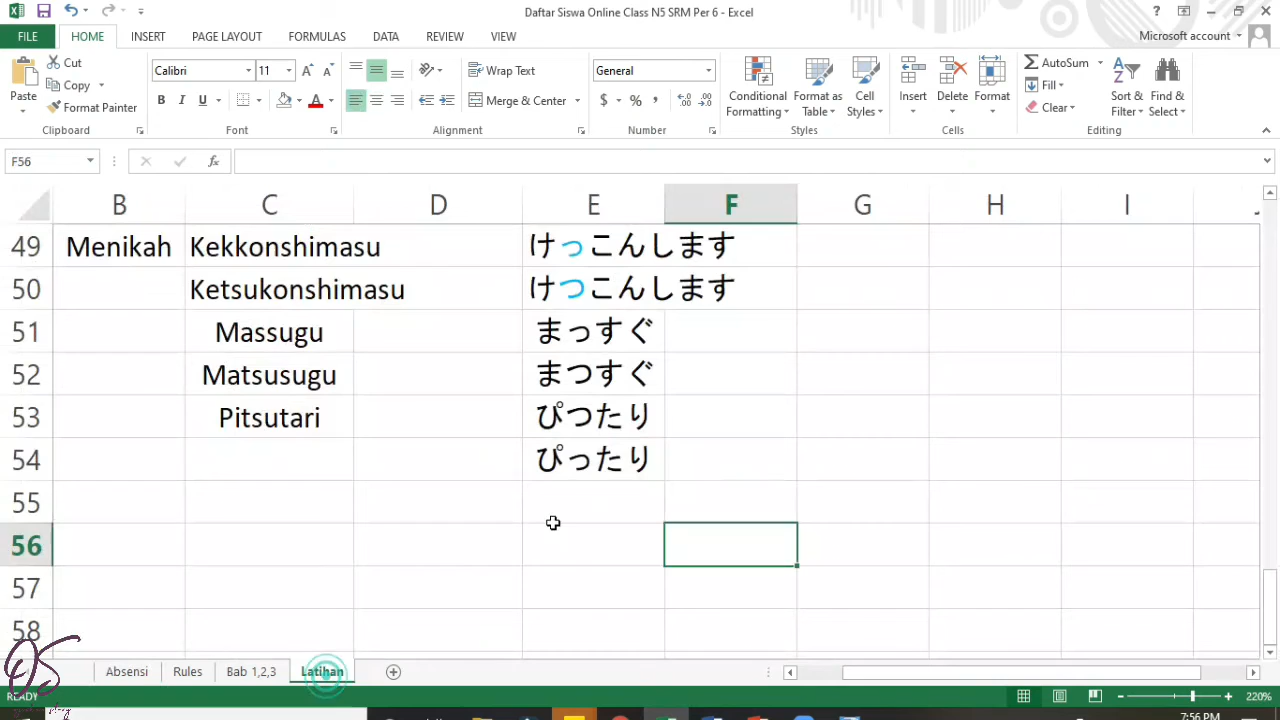 Daftar Siswa Online Class N5 SRM Per 6 - Excel
FILE HOME INSERT PAGE LAYOUT FORMULAS DATA REVIEW VIEW Microsoft account
Paste Cut Copy Format Painter Clipboard
Calibri 11 B I U A Font
Wrap Text Merge & Center Alignment
General $ % , Number
Conditional Formatting Format as Table Cell Styles Styles
Insert Delete Format Cells
AutoSum Fill Clear Sort & Filter Find & Select Editing
F56 fx
B C D E F G H I
49 Menikah Kekkonshimasu けっこんします
50 Ketsukonshimasu けつこんします
51 Massugu まっすぐ
52 Matsusugu まつすぐ
53 Pitsutari ぴつたり
54 ぴったり
55
56
57
58
Absensi Rules Bab 1,2,3 Latihan
READY 220%
7:56 PM